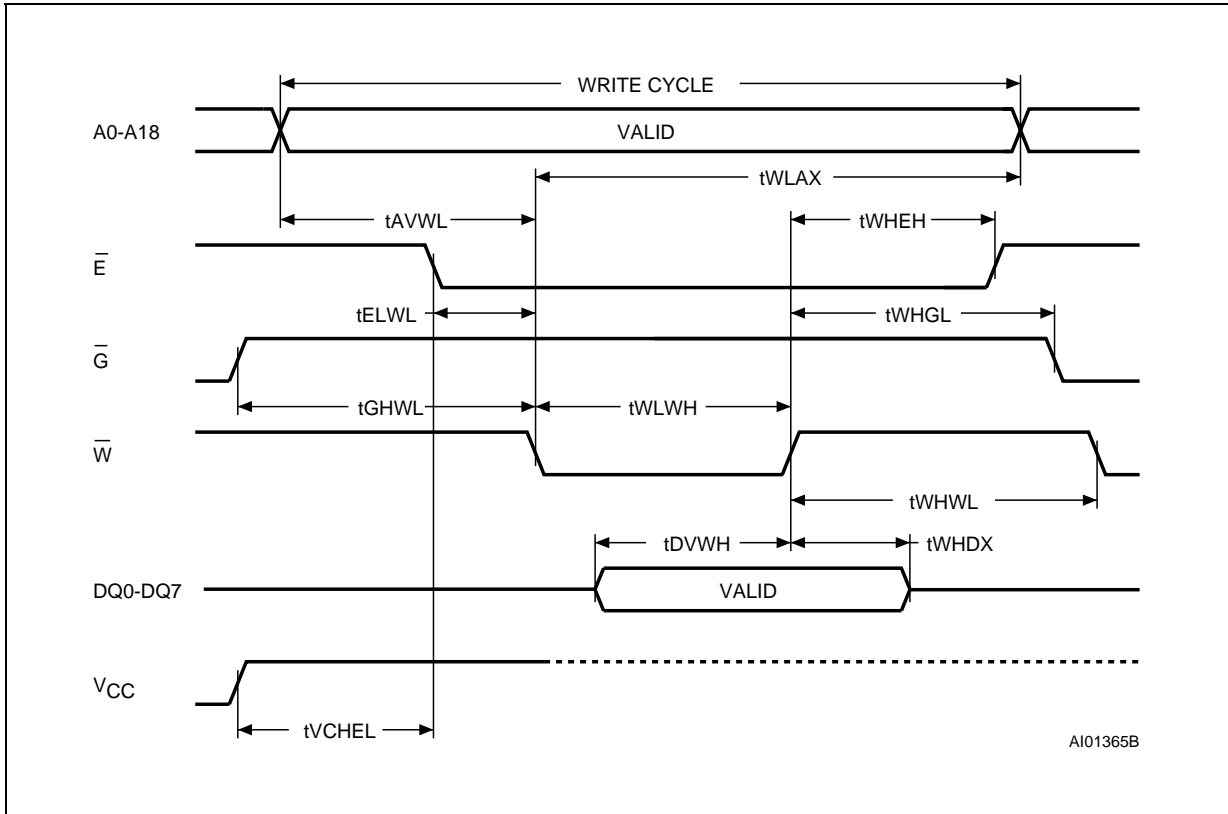 WRITE CYCLE
A0-A18
VALID
tWLAX
tAVWL
tWHEH
E̅
tELWL
tWHGL
G̅
tGHWL
tWLWH
W̅
tWHWL
tDVWH
tWHDX
DQ0-DQ7
VALID
VCC
tVCHEL
AI01365B